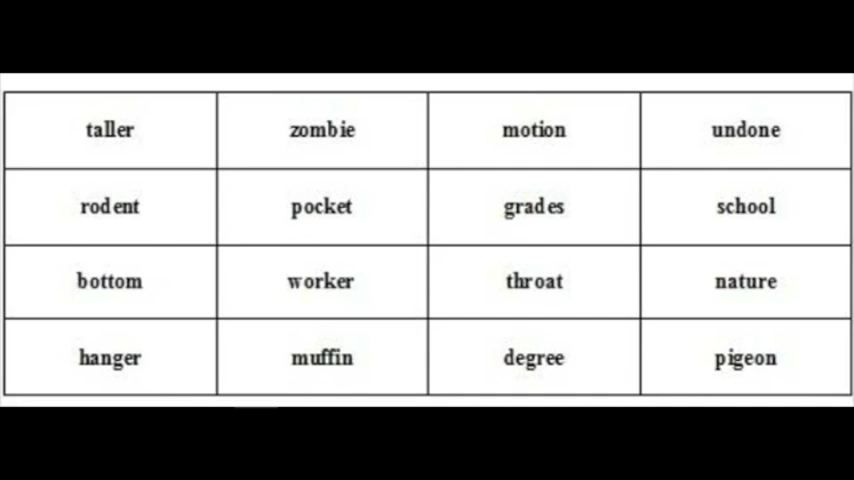 taller zombie motion undone
rodent pocket grades school
bottom worker throat nature
hanger muffin degree pigeon